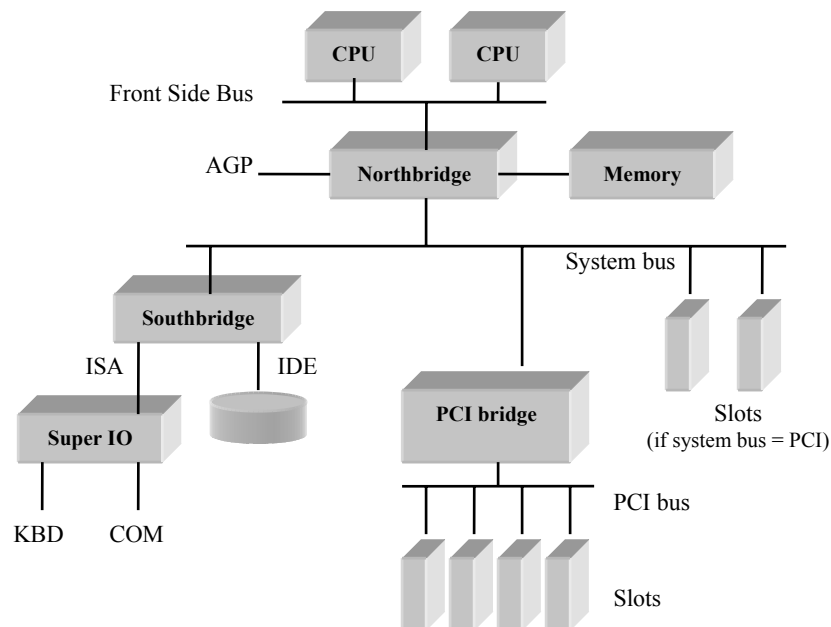 CPU
CPU
Front Side Bus
AGP
Northbridge
Memory
System bus
Southbridge
ISA
IDE
PCI bridge
Slots
(if system bus = PCI)
Super IO
PCI bus
KBD
COM
Slots